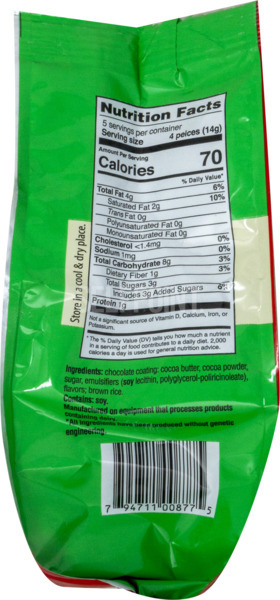 Nutrition Facts
5 servings per container
Serving size 4 peices (14g)
Amount Per Serving
Calories 70
% Daily Value*
Total Fat 4g 6%
Saturated Fat 2g 10%
Trans Fat 0g
Polyunsaturated Fat 0g
Monounsaturated Fat 0g
Cholesterol <1.4mg 0%
Sodium 1mg 0%
Total Carbohydrate 8g 3%
Dietary Fiber 1g 3%
Total Sugars 3g
Includes 3g Added Sugars 6%
Protein 1g
Not a significant source of Vitamin D, Calcium, Iron, or
Potassium.
* The % Daily Value (DV) tells you how much a nutrient
in a serving of food contributes to a daily diet. 2,000
calories a day is used for general nutrition advice.
Store in a cool & dry place.
Ingredients: chocolate coating: cocoa butter, cocoa powder,
sugar, emulsifiers (soy lecithin, polyglycerol-poliricinoleate),
flavors; brown rice.
Contains: soy.
Manufactured on equipment that processes products
containing dairy.
*All ingredients have used tproduced without genetic
engineering.
7 94711 00877 5